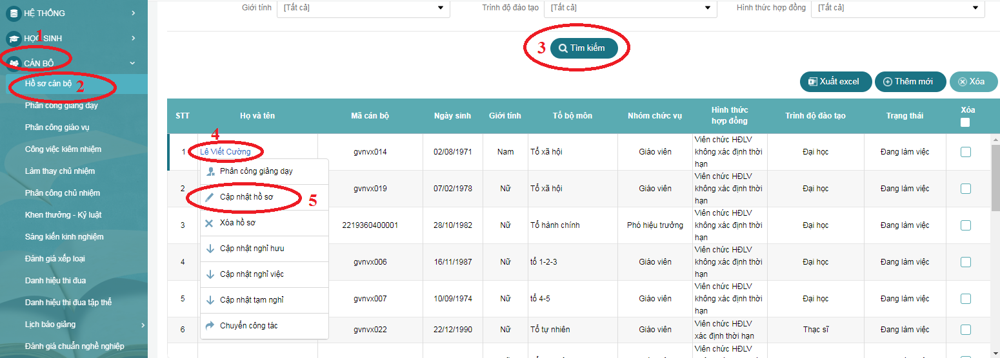 HỆ THỐNG
HỌC SINH
1
CÁN BỘ
Hồ sơ cán bộ
2
Phân công giảng dạy
Phân công giáo vụ
Công việc kiêm nhiệm
Làm thay chủ nhiệm
Phân công chủ nhiệm
Khen thưởng - Kỷ luật
Sáng kiến kinh nghiệm
Đánh giá xếp loại
Danh hiệu thi đua
Danh hiệu thi đua tập thể
Lịch báo giảng
Đánh giá chuẩn nghề nghiệp
Giới tính [Tất cả] Trình độ đào tạo [Tất cả] Hình thức hợp đồng [Tất cả]
3 Tìm kiếm
Xuất excel Thêm mới Xóa
STT Họ và tên Mã cán bộ Ngày sinh Giới tính Tổ bộ môn Nhóm chức vụ Hình thức hợp đồng Trình độ đào tạo Trạng thái Xóa
4
1 Lê Viết Cường gvnvx014 02/08/1971 Nam Tổ xã hội Giáo viên Viên chức HĐLV không xác định thời hạn Đại học Đang làm việc
Phân công giảng dạy
Cập nhật hồ sơ 5
Xóa hồ sơ
Cập nhật nghỉ hưu
Cập nhật nghỉ việc
Cập nhật tạm nghỉ
Chuyển công tác
2 gvnvx019 07/02/1978 Nữ Tổ xã hội Giáo viên Viên chức HĐLV không xác định thời hạn Đại học Đang làm việc
3 2219360400001 28/10/1982 Nữ Tổ hành chính Phó hiệu trưởng Viên chức HĐLV không xác định thời hạn Đại học Đang làm việc
4 gvnvx006 16/11/1987 Nữ tổ 1-2-3 Giáo viên Viên chức HĐLV không xác định thời hạn Đại học Đang làm việc
5 gvnvx007 10/09/1974 Nữ tổ 4-5 Giáo viên Viên chức HĐLV không xác định thời hạn Đại học Đang làm việc
6 gvnvx022 22/12/1990 Nữ Tổ tự nhiên Giáo viên Viên chức HĐLV xác định thời hạn Thạc sĩ Đang làm việc
Viên chức HĐLV